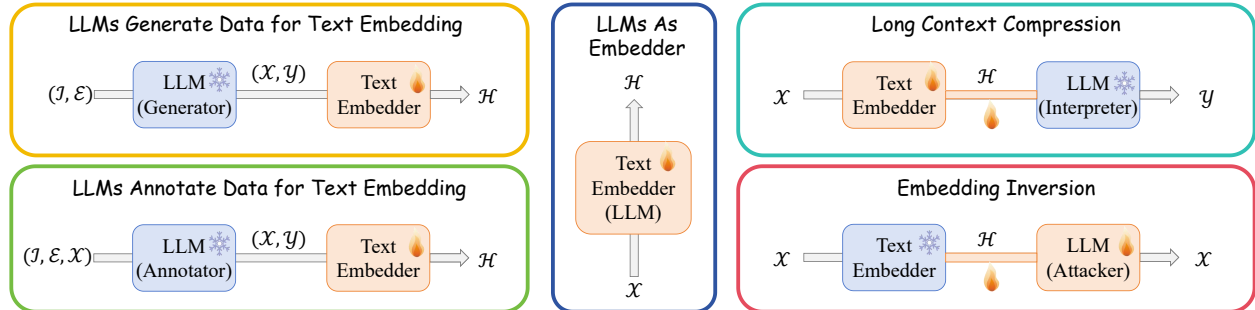 LLMs Generate Data for Text Embedding
(ℐ, ℰ)
LLM
(Generator)
(𝒳, 𝒴)
Text
Embedder
ℋ
LLMs Annotate Data for Text Embedding
(ℐ, ℰ, 𝒳)
LLM
(Annotator)
(𝒳, 𝒴)
Text
Embedder
ℋ
LLMs As
Embedder
ℋ
Text
Embedder
(LLM)
𝒳
Long Context Compression
𝒳
Text
Embedder
ℋ
LLM
(Interpreter)
𝒴
Embedding Inversion
𝒳
Text
Embedder
ℋ
LLM
(Attacker)
𝒳